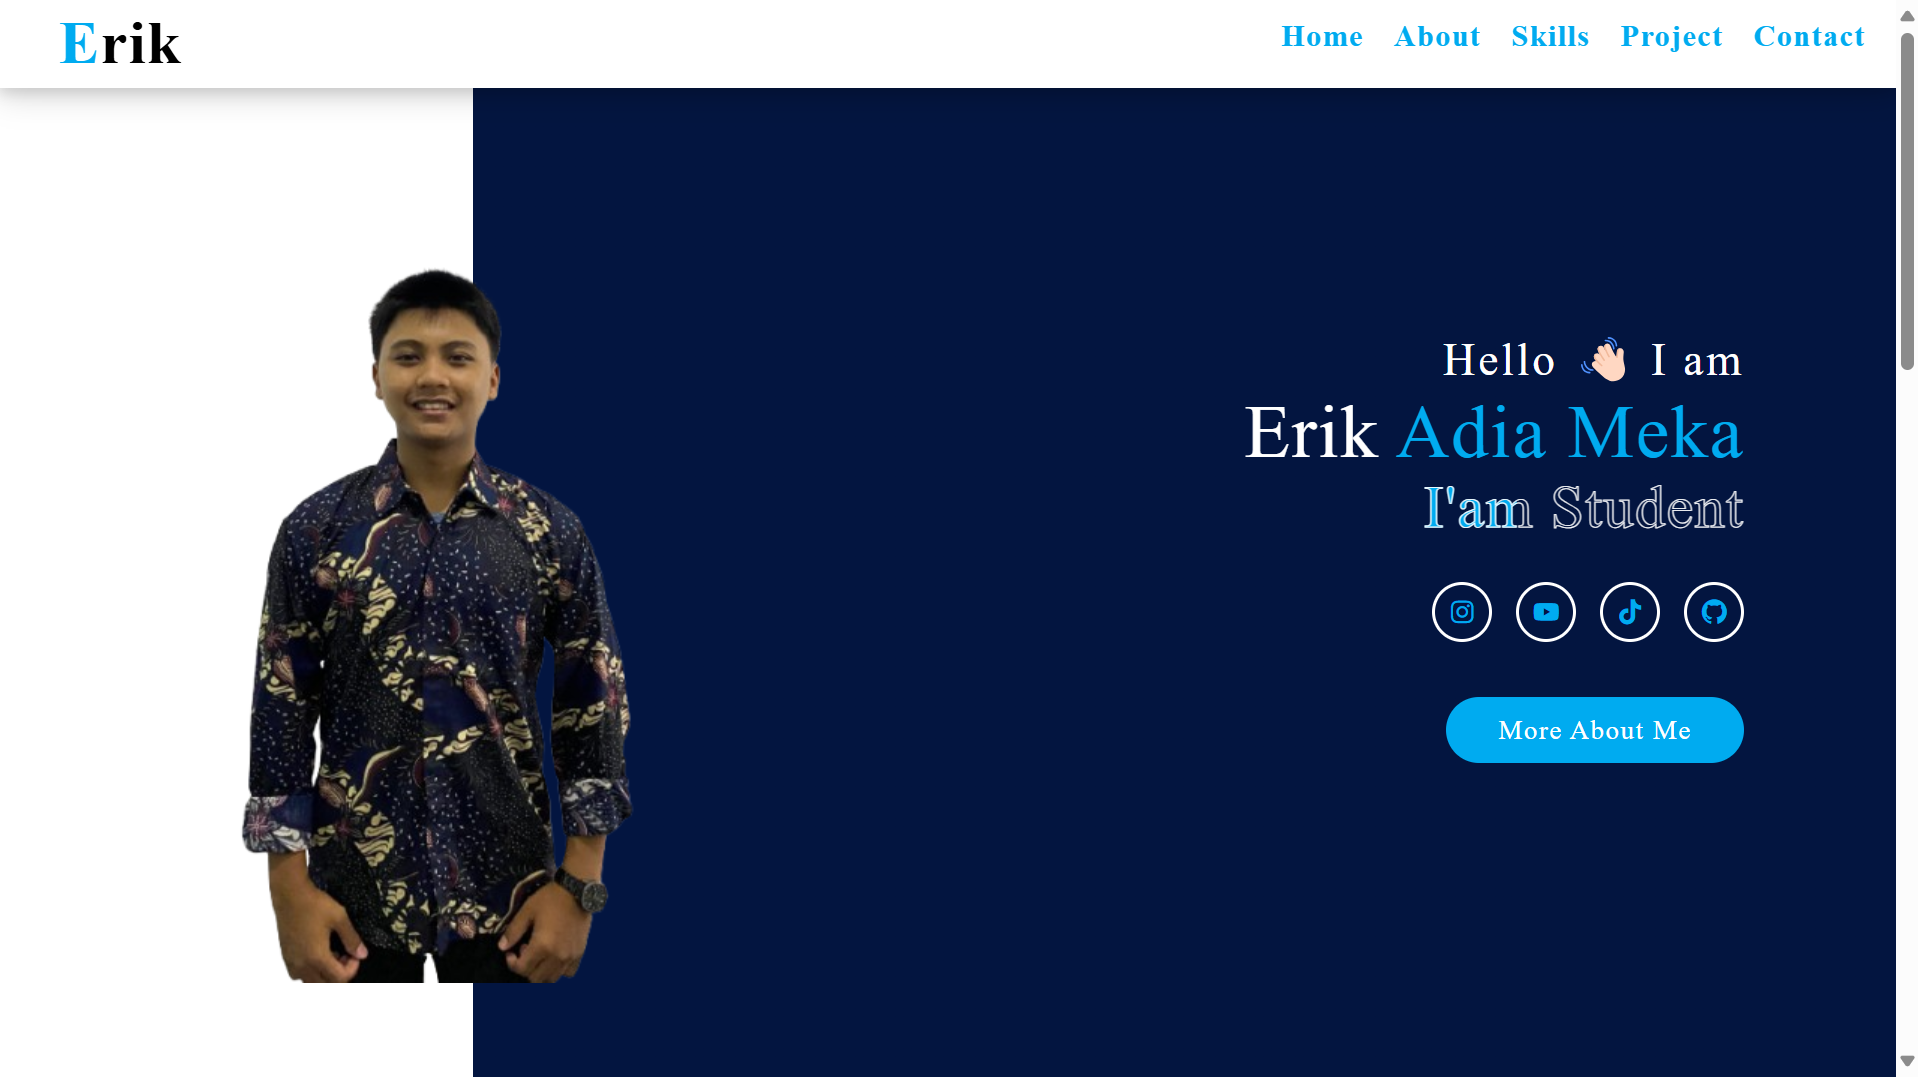 Erik
Home About Skills Project Contact
Hello 👋🏻 I am
Erik Adia Meka
I'am Student
More About Me